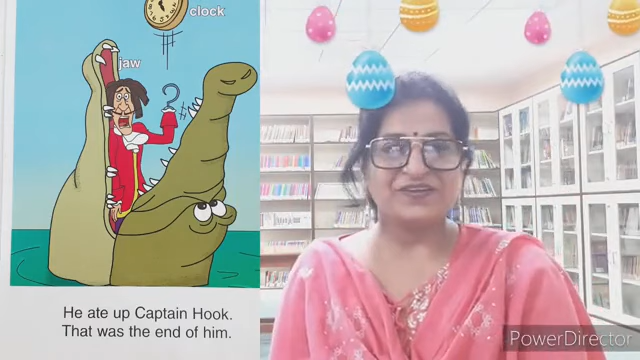 clock
jaw
He ate up Captain Hook.
That was the end of him.
PowerDirector